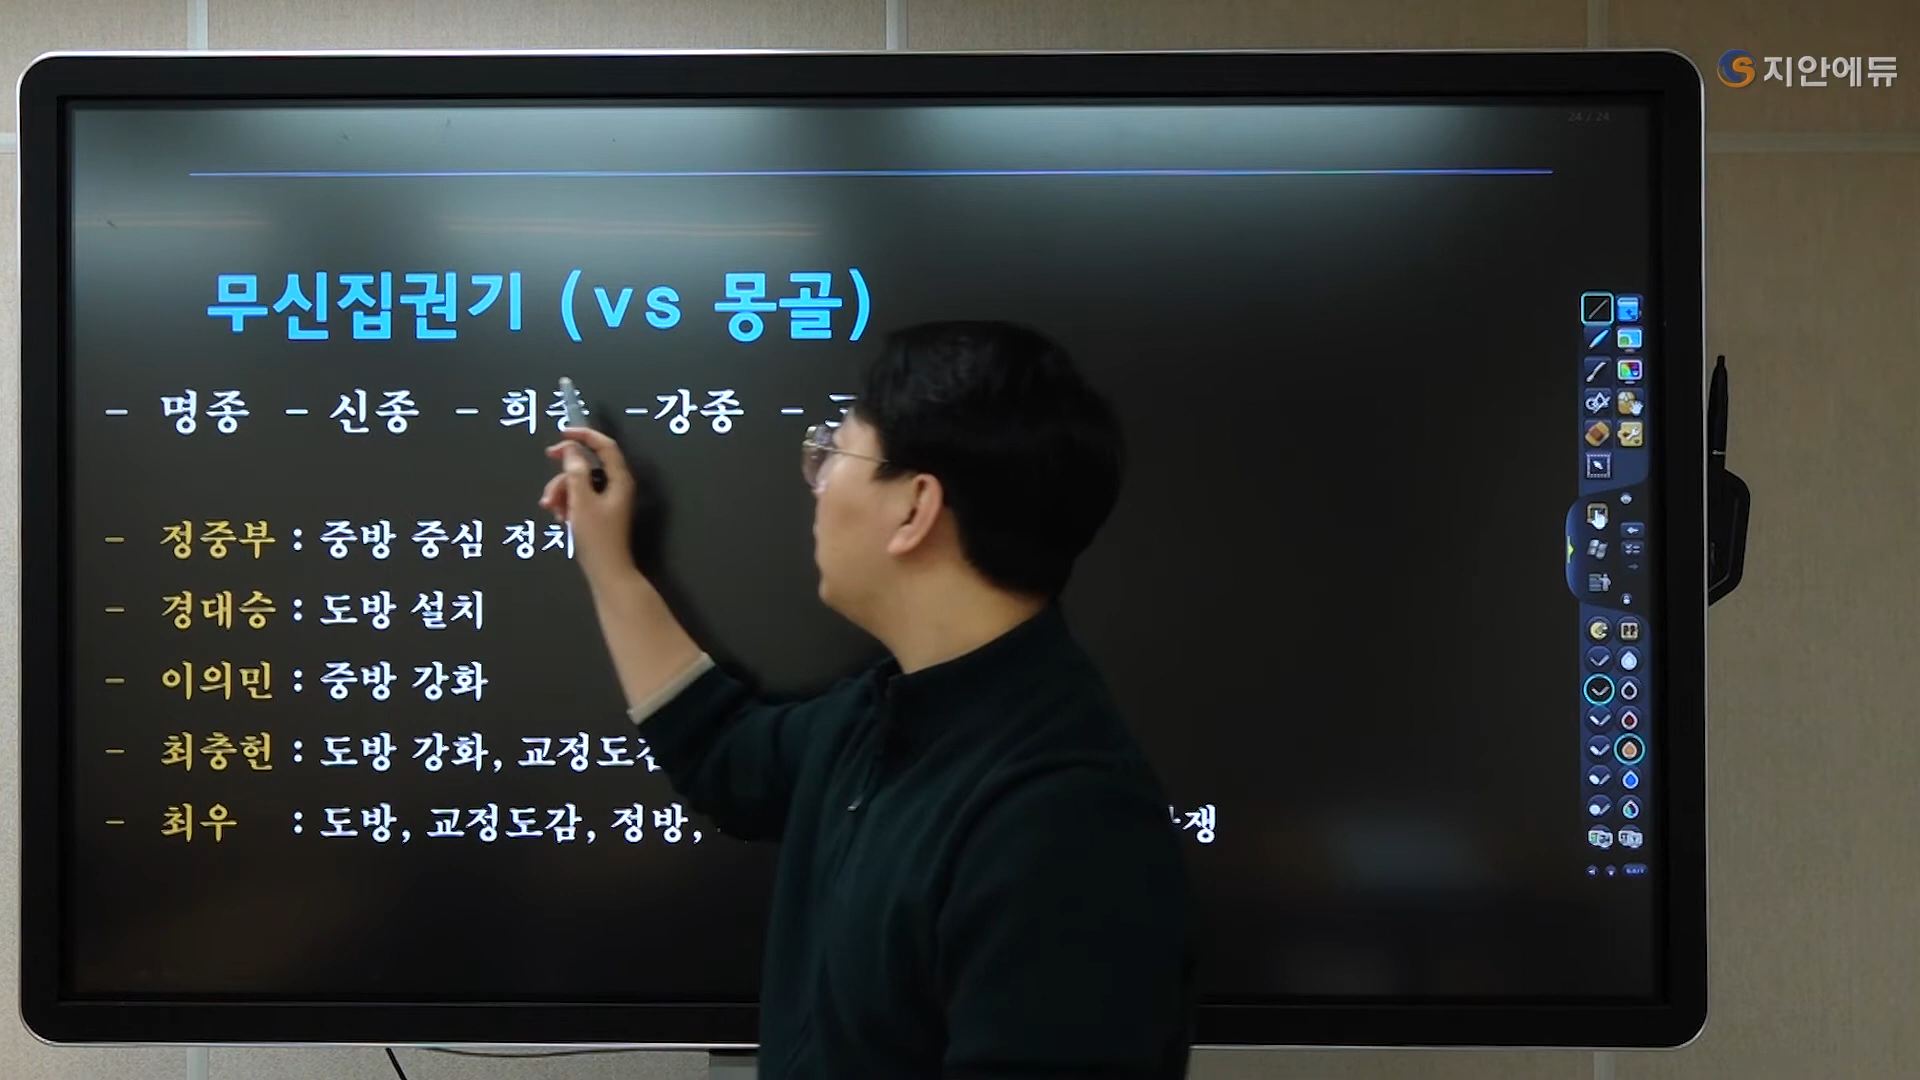 지안에듀
24 / 24
무신집권기 (vs 몽골)
- 명종 - 신종 - 희종 -강종 -
- 정중부 : 중방 중심 정치
- 경대승 : 도방 설치
- 이의민 : 중방 강화
- 최충헌 : 도방 강화, 교정도감
- 최우 : 도방, 교정도감, 정방,